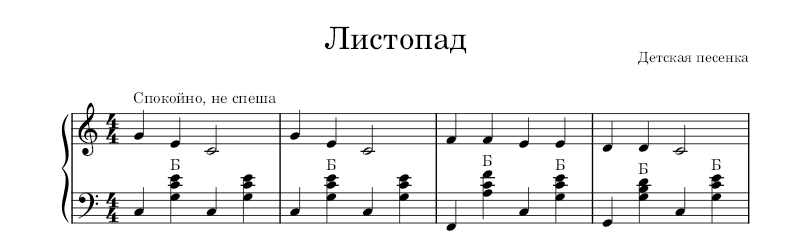 Листопад
Детская песенка
Спокойно, не спеша
Б Б Б Б Б Б